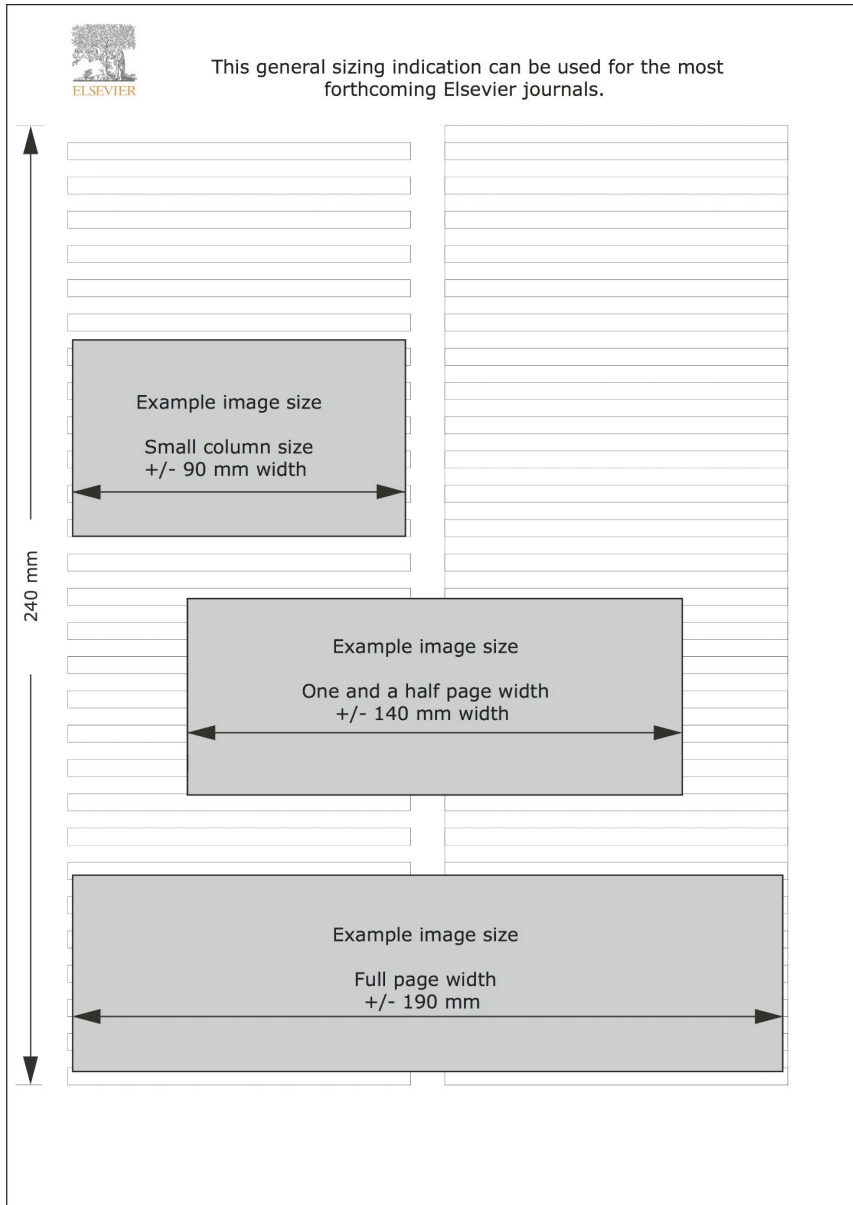 ELSEVIER
This general sizing indication can be used for the most
forthcoming Elsevier journals.
240 mm
Example image size
Small column size
+/- 90 mm width
Example image size
One and a half page width
+/- 140 mm width
Example image size
Full page width
+/- 190 mm